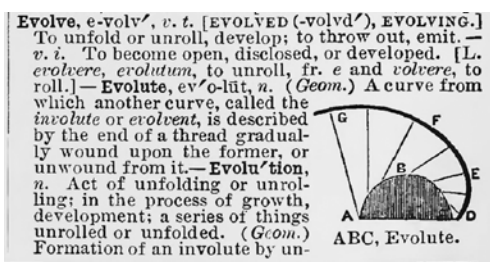 Evolve, e-volv′, v. t. [EVOLVED (-volvd′), EVOLVING.]
To unfold or unroll, develop; to throw out, emit. —
v. i. To become open, disclosed, or developed. [L.
evolvere, evolutum, to unroll, fr. e and volvere, to
roll.] — Evolute, ev′o-lūt, n. (Geom.) A curve from
which another curve, called the
involute or evolvent, is described
by the end of a thread gradual-
ly wound upon the former, or
unwound from it. — Evolu′tion,
n. Act of unfolding or unrol-
ling; in the process of growth,
development; a series of things
unrolled or unfolded. (Geom.)
Formation of an involute by un-
G
F
B
E
A
D
ABC, Evolute.